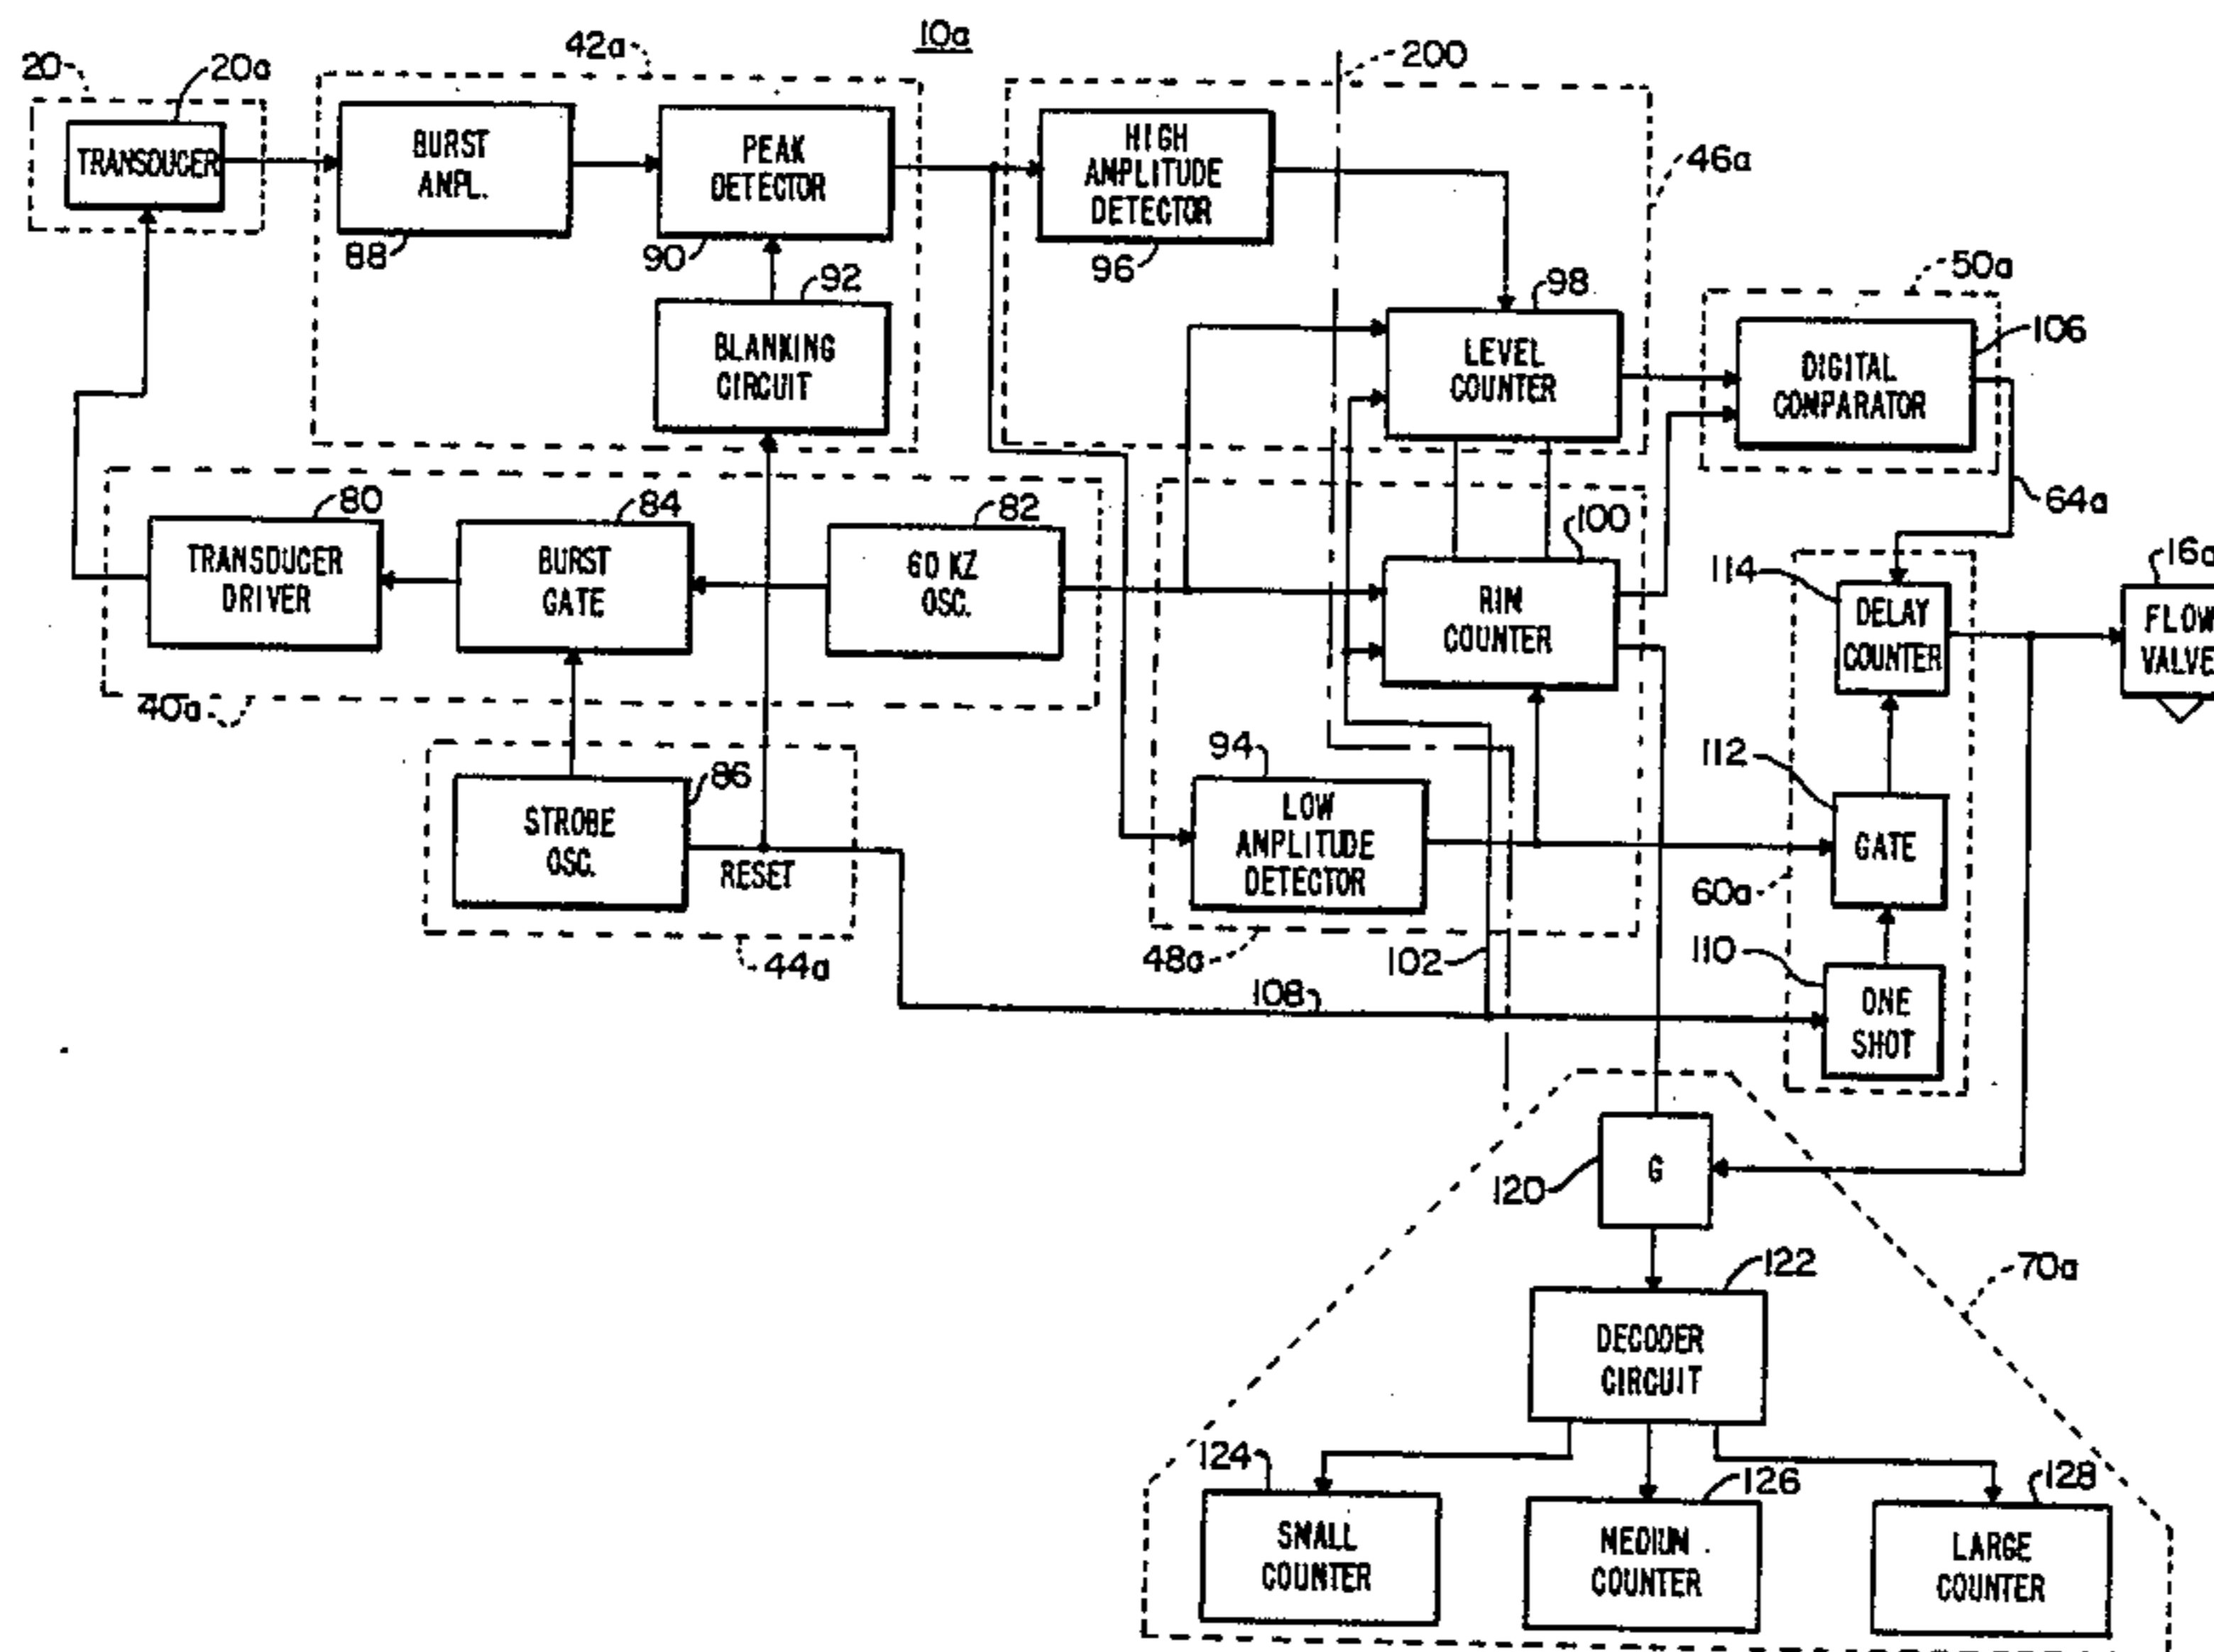 10a
20
20a
TRANSDUCER
42a
BURST
AMPL.
88
PEAK
DETECTOR
90
92
BLANKING
CIRCUIT
200
HIGH
AMPLITUDE
DETECTOR
96
46a
98
LEVEL
COUNTER
50a
106
DIGITAL
COMPARATOR
64a
80
TRANSDUCER
DRIVER
84
BURST
GATE
82
60 KZ
OSC.
40a
100
RIM
COUNTER
114
DELAY
COUNTER
16a
FLOW
VALVE
86
STROBE
OSC.
RESET
44a
94
LOW
AMPLITUDE
DETECTOR
48a
102
108
112
GATE
60a
110
ONE
SHOT
120
G
70a
122
DECODER
CIRCUIT
124
SMALL
COUNTER
126
MEDIUM
COUNTER
128
LARGE
COUNTER